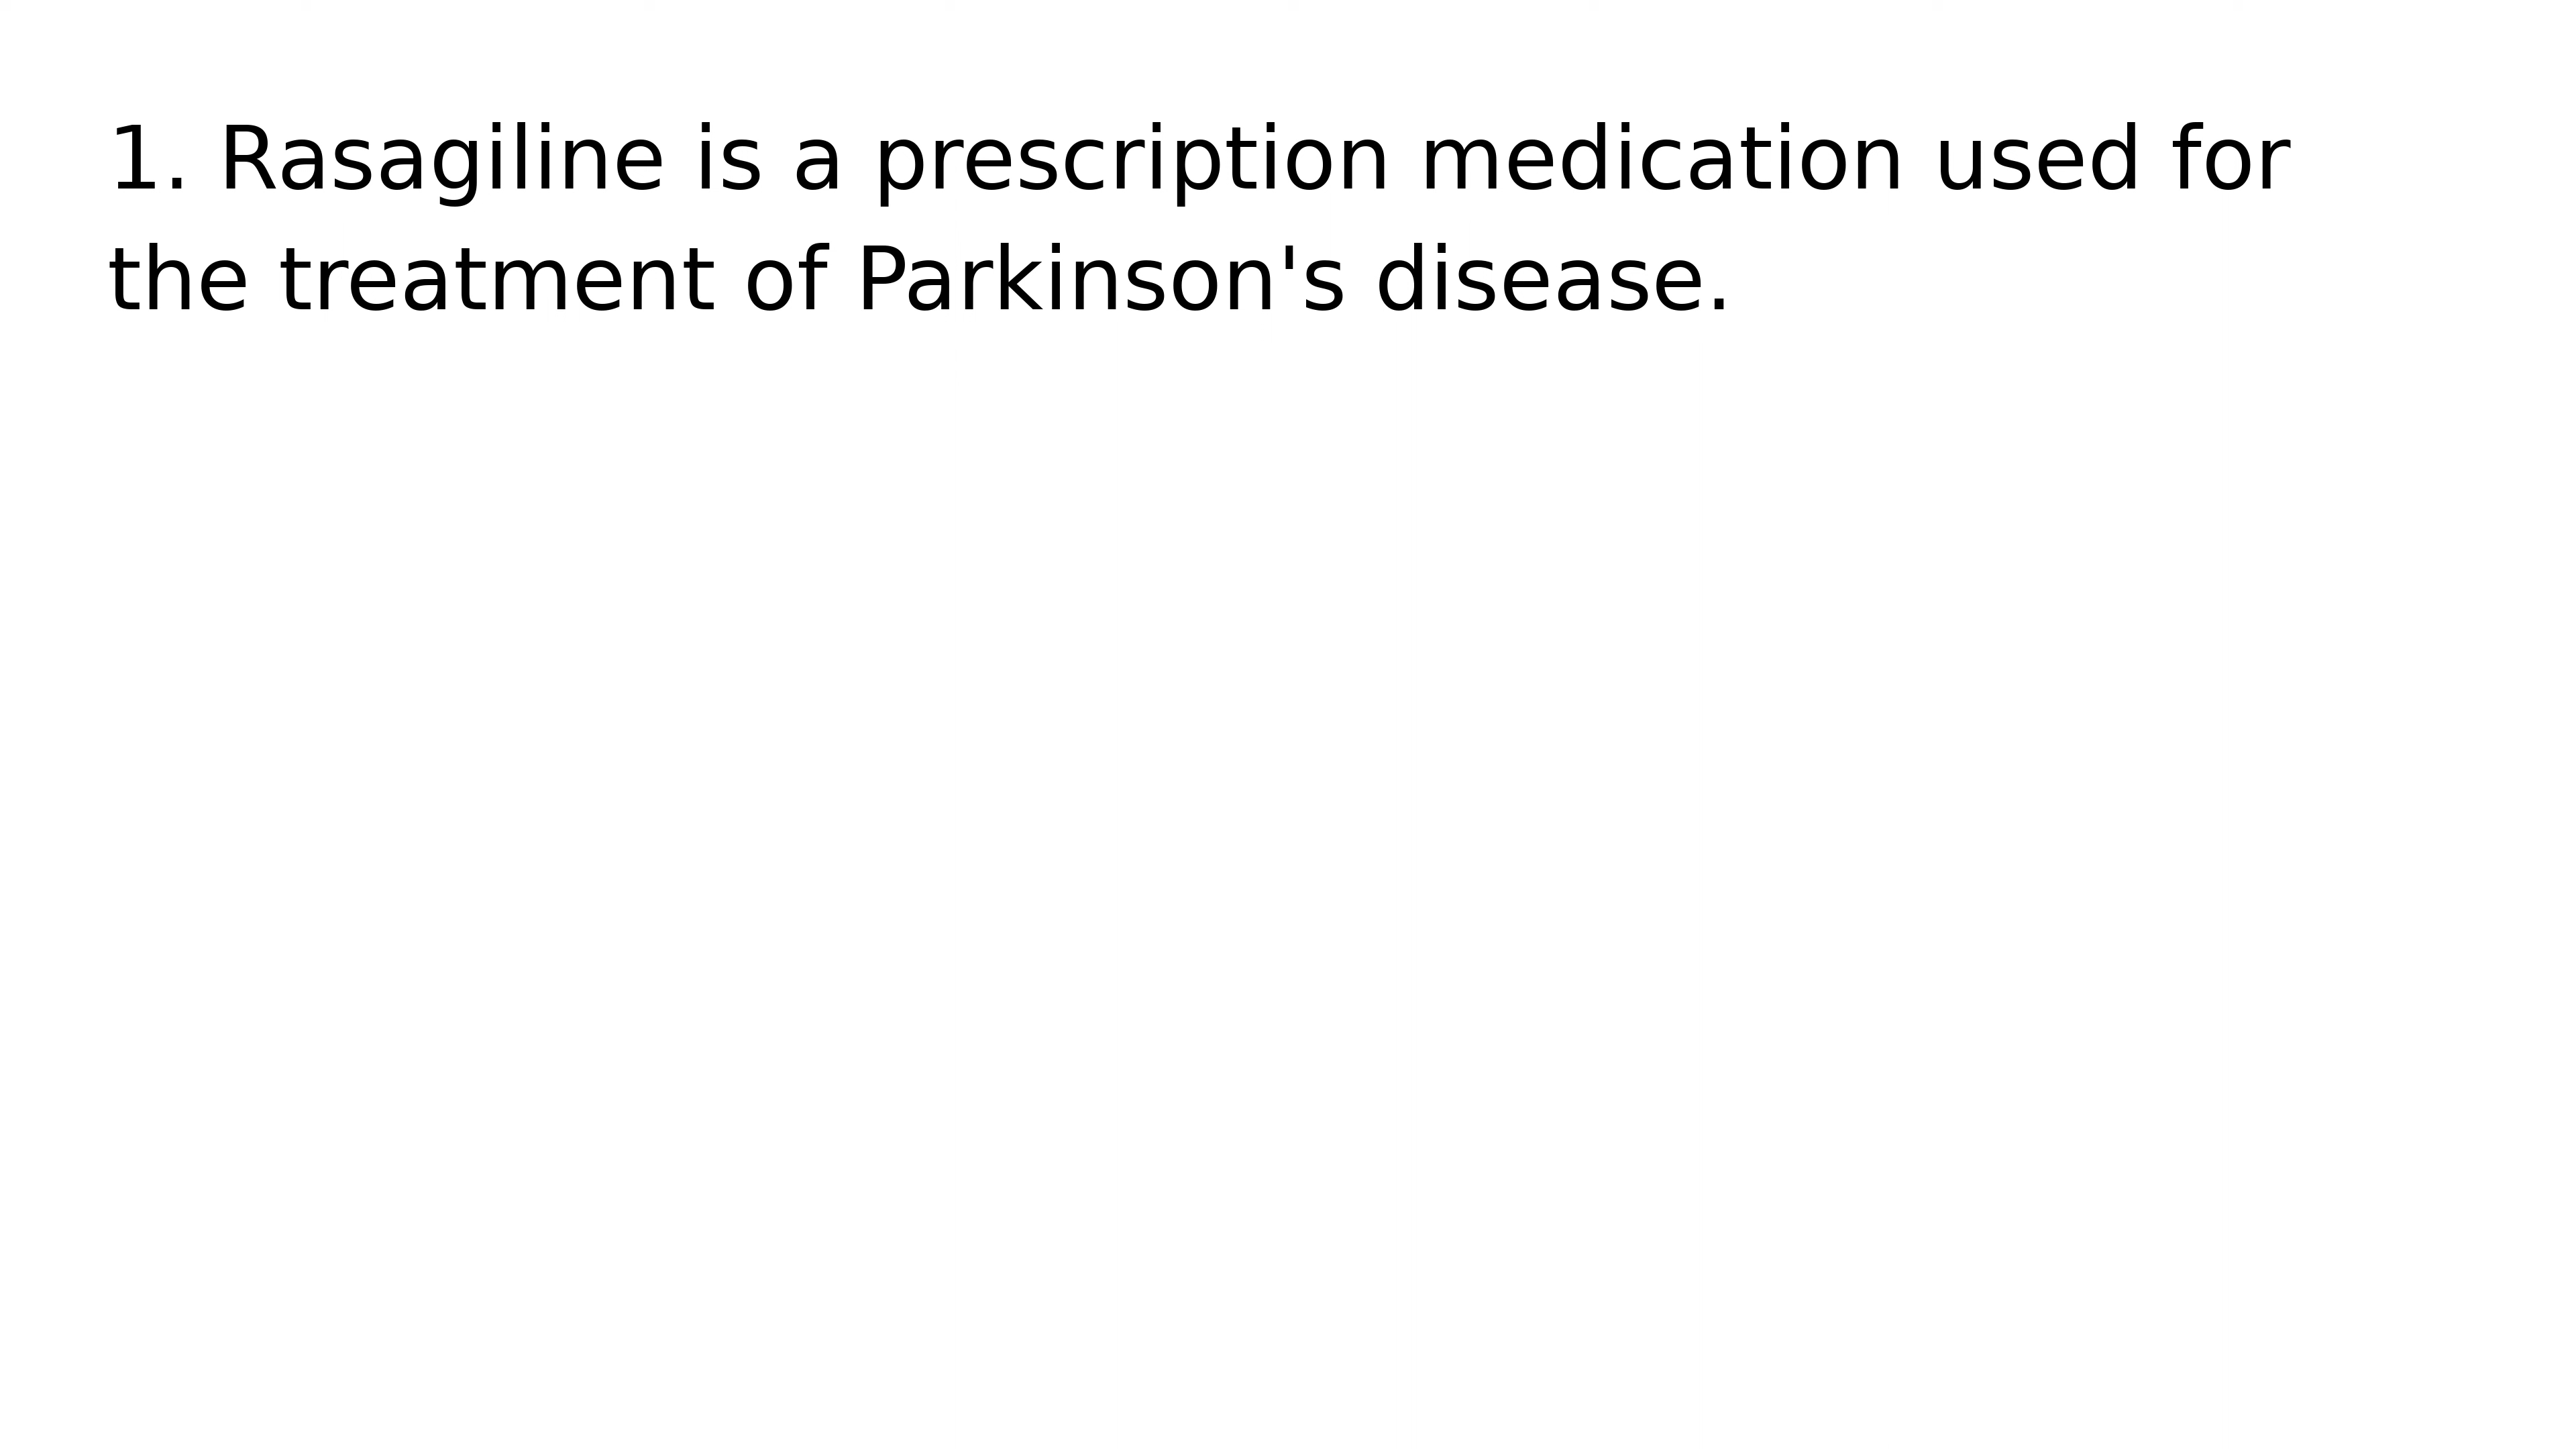 1. Rasagiline is a prescription medication used for
the treatment of Parkinson's disease.